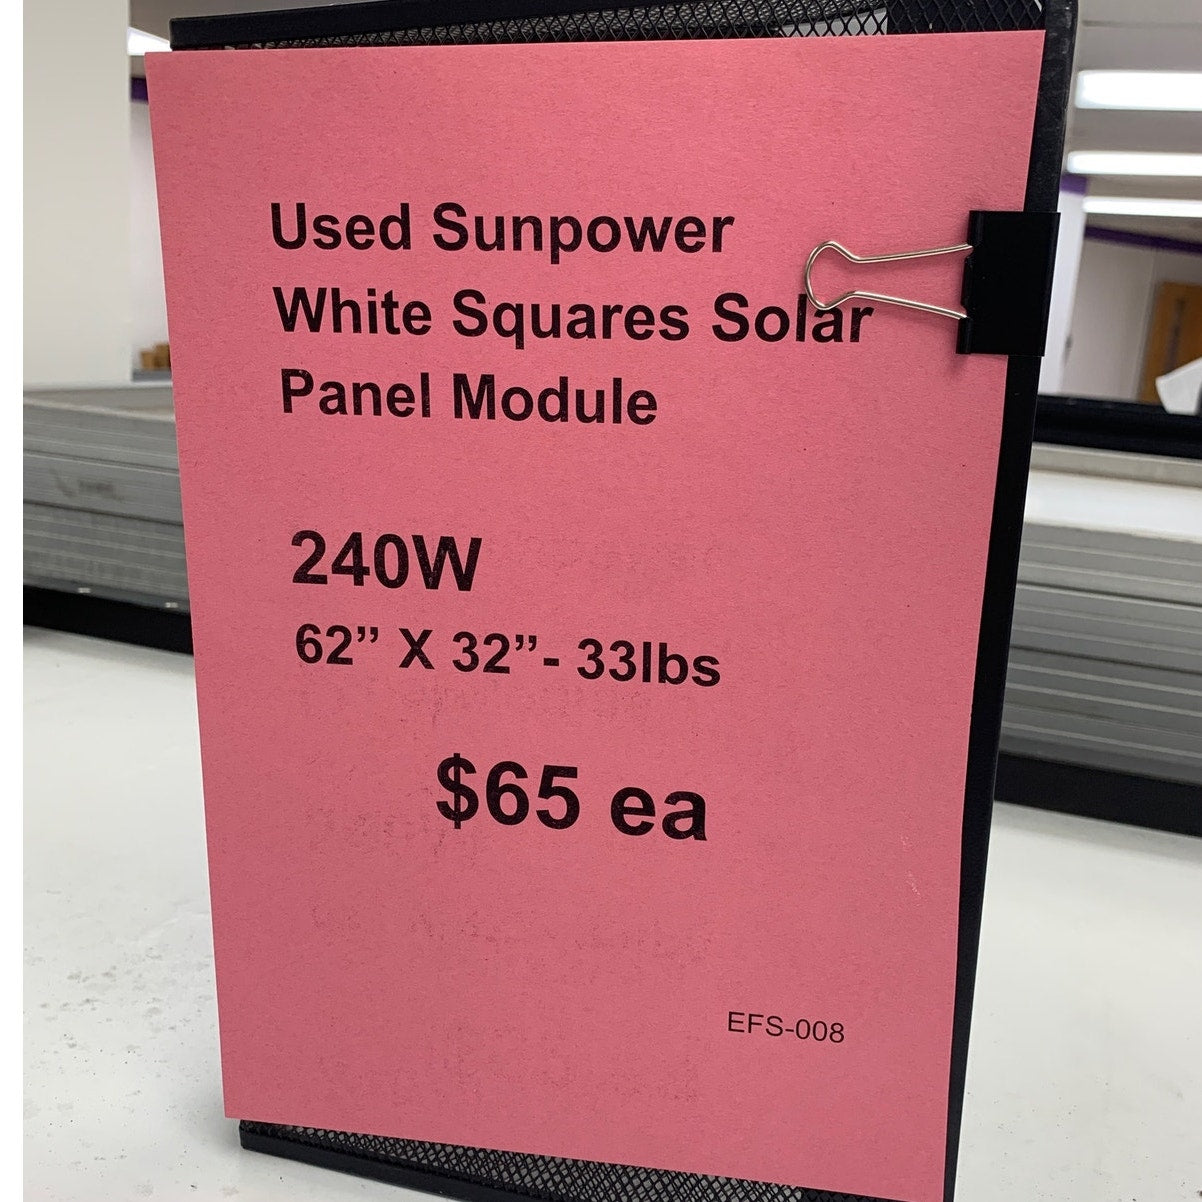 Used Sunpower
White Squares Solar
Panel Module
240W
62” X 32”- 33lbs
$65 ea
EFS-008